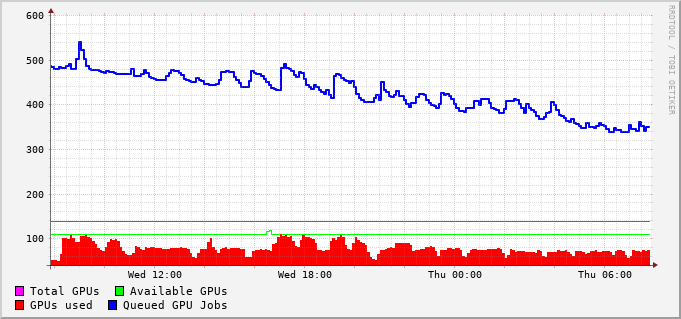 600
500
400
300
200
100
Wed 12:00 Wed 18:00 Thu 00:00 Thu 06:00
Total GPUs Available GPUs
GPUs used Queued GPU Jobs
RRDTOOL / TOBI OETIKER